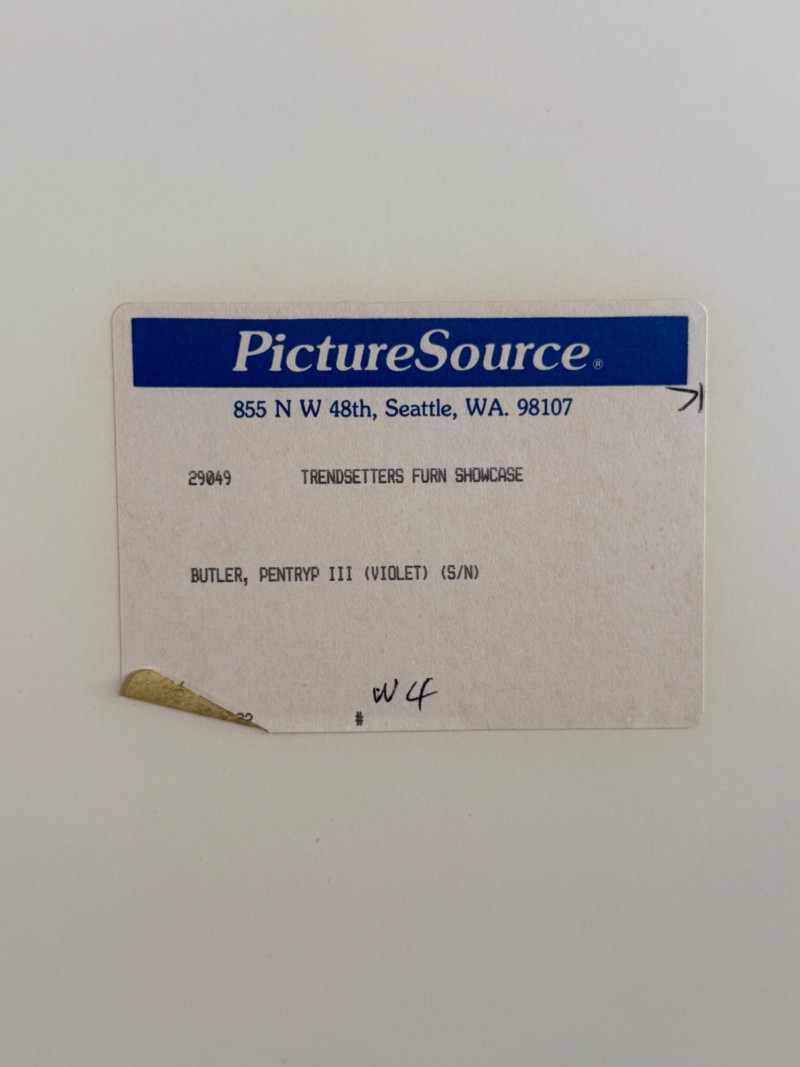 PictureSource®
855 N W 48th, Seattle, WA. 98107
29049 TRENDSETTERS FURN SHOWCASE
BUTLER, PENTRYP III (VIOLET) (S/N)
W4
#